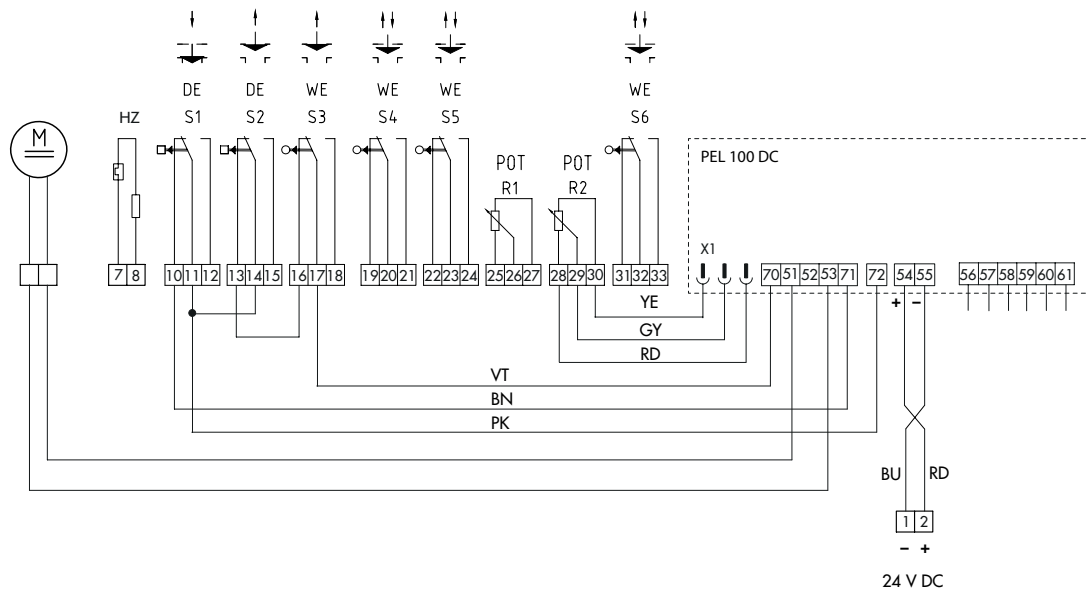 DE DE WE WE WE WE
HZ S1 S2 S3 S4 S5 S6
M
POT POT PEL 100 DC
R1 R2
X1
7 8 10 11 12 13 14 15 16 17 18 19 20 21 22 23 24 25 26 27 28 29 30 31 32 33 70 51 52 53 71 72 54 55 56 57 58 59 60 61
YE + −
GY
RD
VT
BN
PK
BU RD
1 2
− +
24 V DC